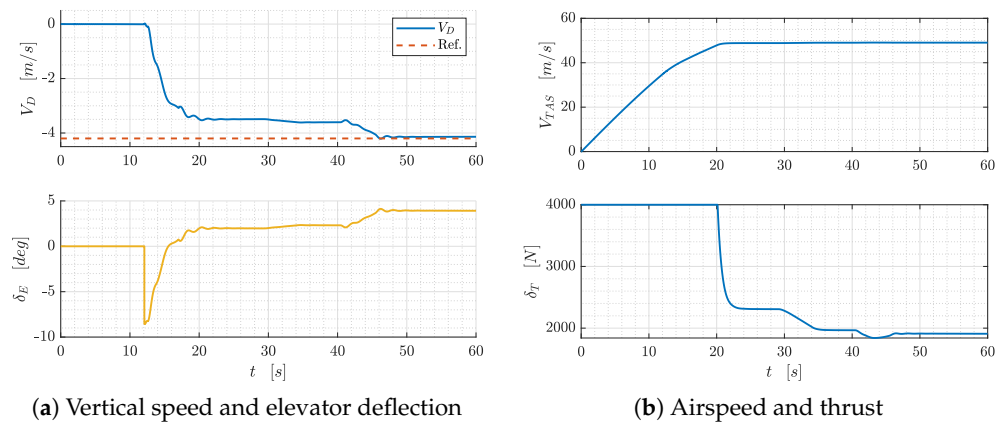 0
-2
-4
V_D [m/s]
V_D
Ref.
0 10 20 30 40 50 60
5
0
-5
-10
δ_E [deg]
0 10 20 30 40 50 60
t [s]
(a) Vertical speed and elevator deflection
60
40
20
0
V_TAS [m/s]
0 10 20 30 40 50 60
4000
3000
2000
δ_T [N]
0 10 20 30 40 50 60
t [s]
(b) Airspeed and thrust